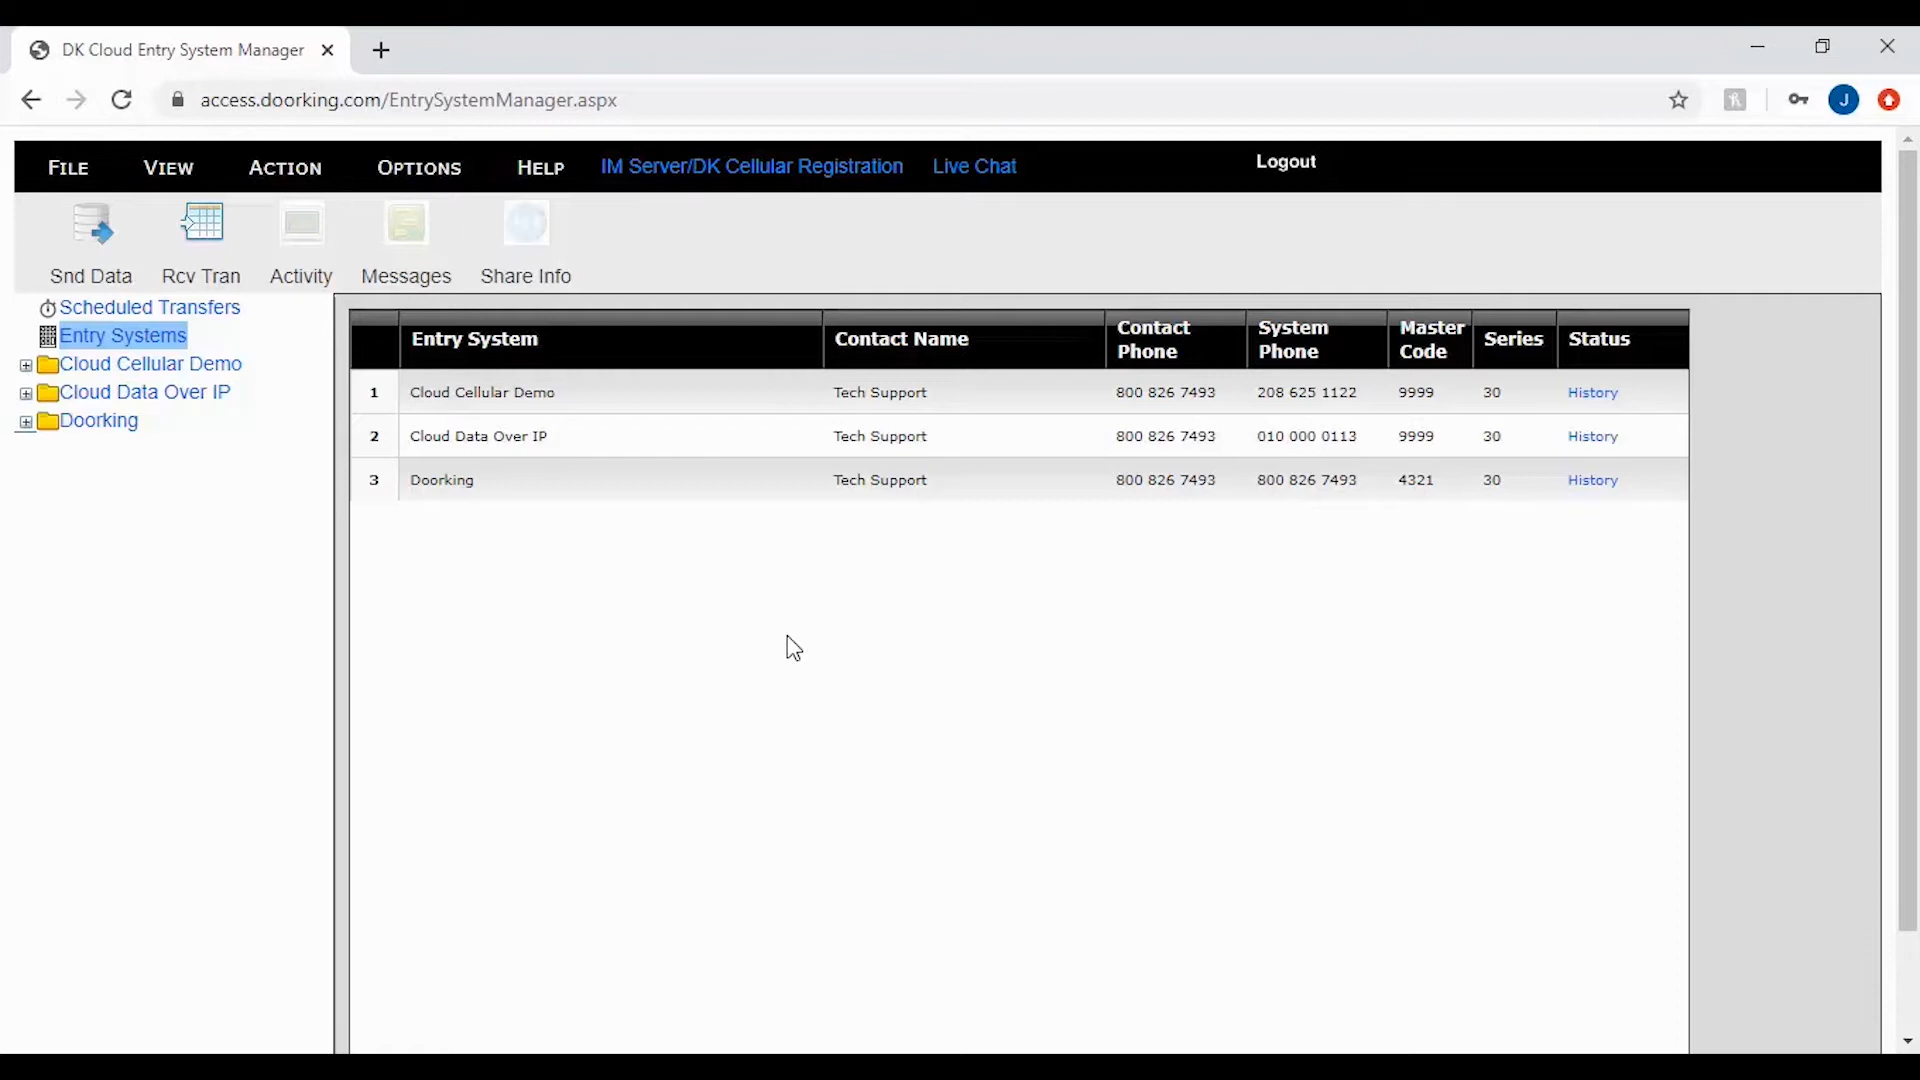 DK Cloud Entry System Manager
access.doorking.com/EntrySystemManager.aspx
J
FILE VIEW ACTION OPTIONS HELP IM Server/DK Cellular Registration Live Chat Logout
Snd Data Rcv Tran Activity Messages Share Info
Scheduled Transfers
Entry Systems
Cloud Cellular Demo
Cloud Data Over IP
Doorking
Entry System Contact Name Contact Phone System Phone Master Code Series Status
1 Cloud Cellular Demo Tech Support 800 826 7493 208 625 1122 9999 30 History
2 Cloud Data Over IP Tech Support 800 826 7493 010 000 0113 9999 30 History
3 Doorking Tech Support 800 826 7493 800 826 7493 4321 30 History